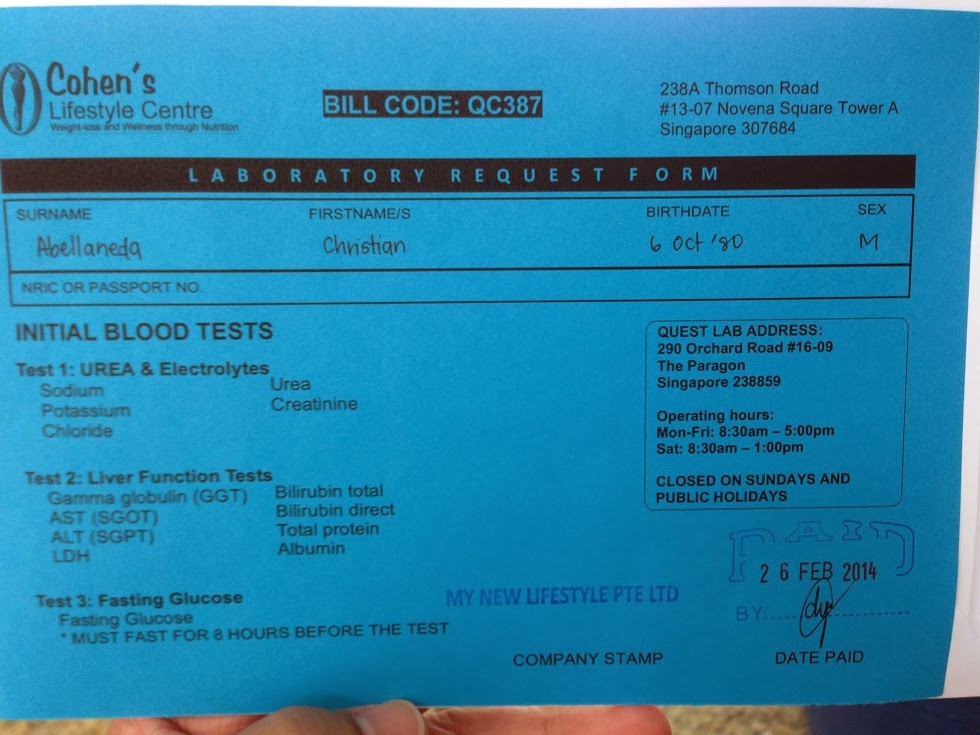 Cohen's
Lifestyle Centre
Weight-loss and Wellness through Nutrition
BILL CODE: QC387
238A Thomson Road
#13-07 Novena Square Tower A
Singapore 307684
LABORATORY REQUEST FORM
SURNAME FIRSTNAME/S BIRTHDATE SEX
Abellaneda Christian 6 Oct '80 M
NRIC OR PASSPORT NO.
INITIAL BLOOD TESTS
Test 1: UREA & Electrolytes
Sodium Urea
Potassium Creatinine
Chloride
Test 2: Liver Function Tests
Gamma globulin (GGT) Bilirubin total
AST (SGOT) Bilirubin direct
ALT (SGPT) Total protein
LDH Albumin
Test 3: Fasting Glucose
Fasting Glucose
* MUST FAST FOR 8 HOURS BEFORE THE TEST
QUEST LAB ADDRESS:
290 Orchard Road #16-09
The Paragon
Singapore 238859
Operating hours:
Mon-Fri: 8:30am – 5:00pm
Sat: 8:30am – 1:00pm
CLOSED ON SUNDAYS AND
PUBLIC HOLIDAYS
PAID
26 FEB 2014
BY:
MY NEW LIFESTYLE PTE LTD
COMPANY STAMP
DATE PAID